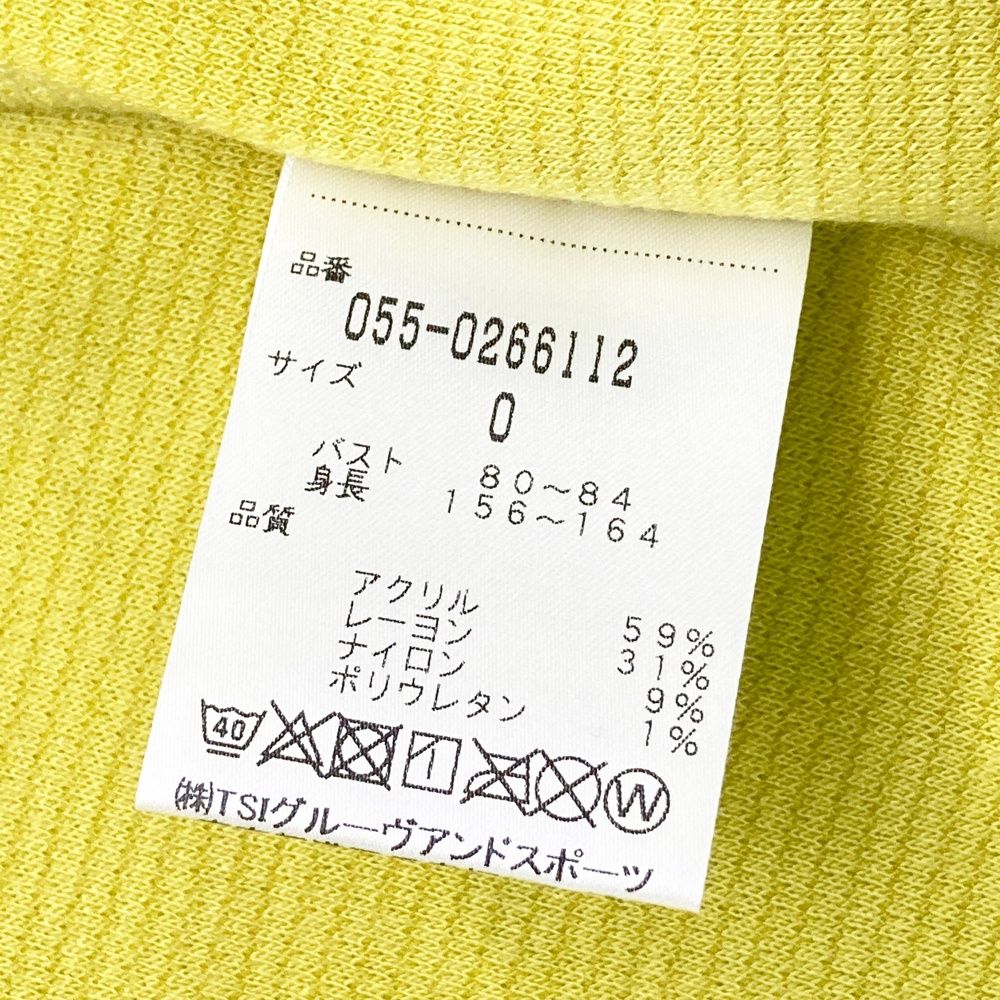 品番
055-0266112
サイズ
0
バスト 80~84
身長 156~164
品質
アクリル 59%
レーヨン 31%
ナイロン 9%
ポリウレタン 1%
40 W
(株)TSIグルーヴアンドスポーツ